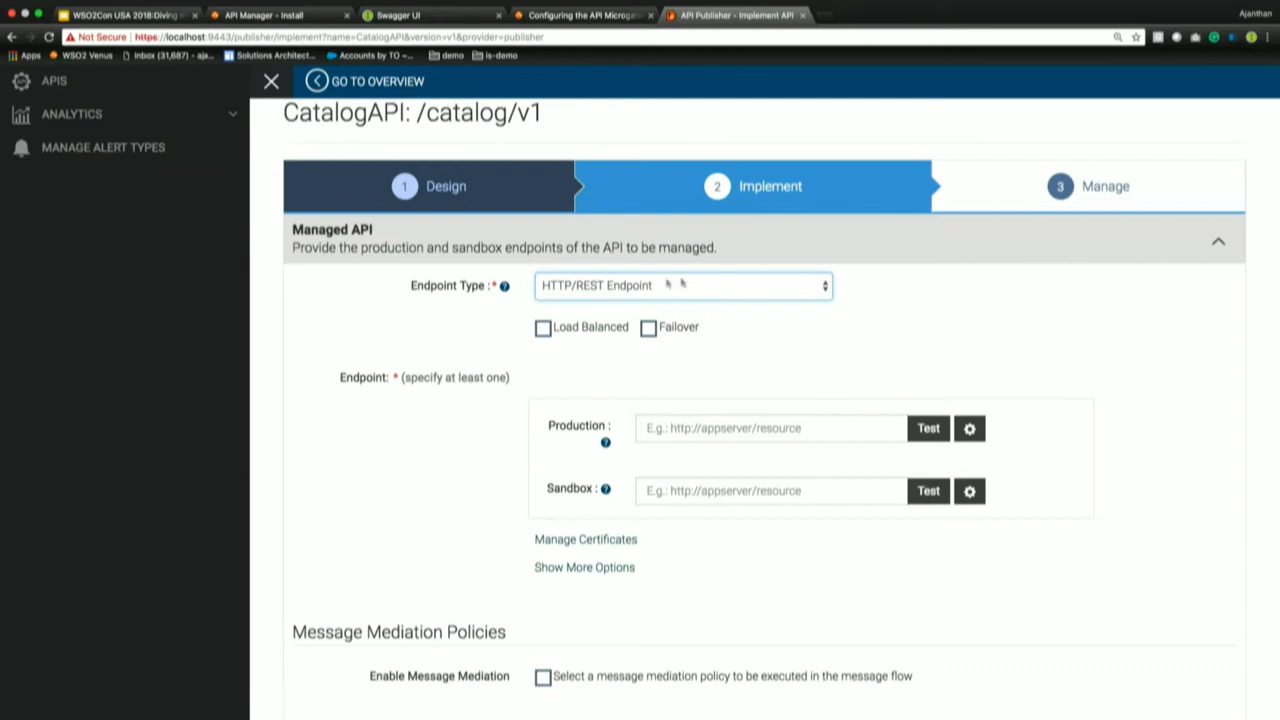 WSO2Con USA 2018:Diving
API Manager - Install
Swagger UI
Configuring the API Microgat
API Publisher - Implement API
Ajanthan
Not Secure | https://localhost:9443/publisher/implement?name=CatalogAPI&version=v1&provider=publisher
Apps
WSO2 Venus
Inbox (31,687) - aja...
Solutions Architect...
Accounts by TO –...
demo
is-demo
APIS
GO TO OVERVIEW
ANALYTICS
MANAGE ALERT TYPES
CatalogAPI: /catalog/v1
1 Design
2 Implement
3 Manage
Managed API
Provide the production and sandbox endpoints of the API to be managed.
Endpoint Type :* ?
HTTP/REST Endpoint
Load Balanced
Failover
Endpoint: * (specify at least one)
Production : ?
E.g.: http://appserver/resource
Test
Sandbox : ?
E.g.: http://appserver/resource
Test
Manage Certificates
Show More Options
Message Mediation Policies
Enable Message Mediation
Select a message mediation policy to be executed in the message flow